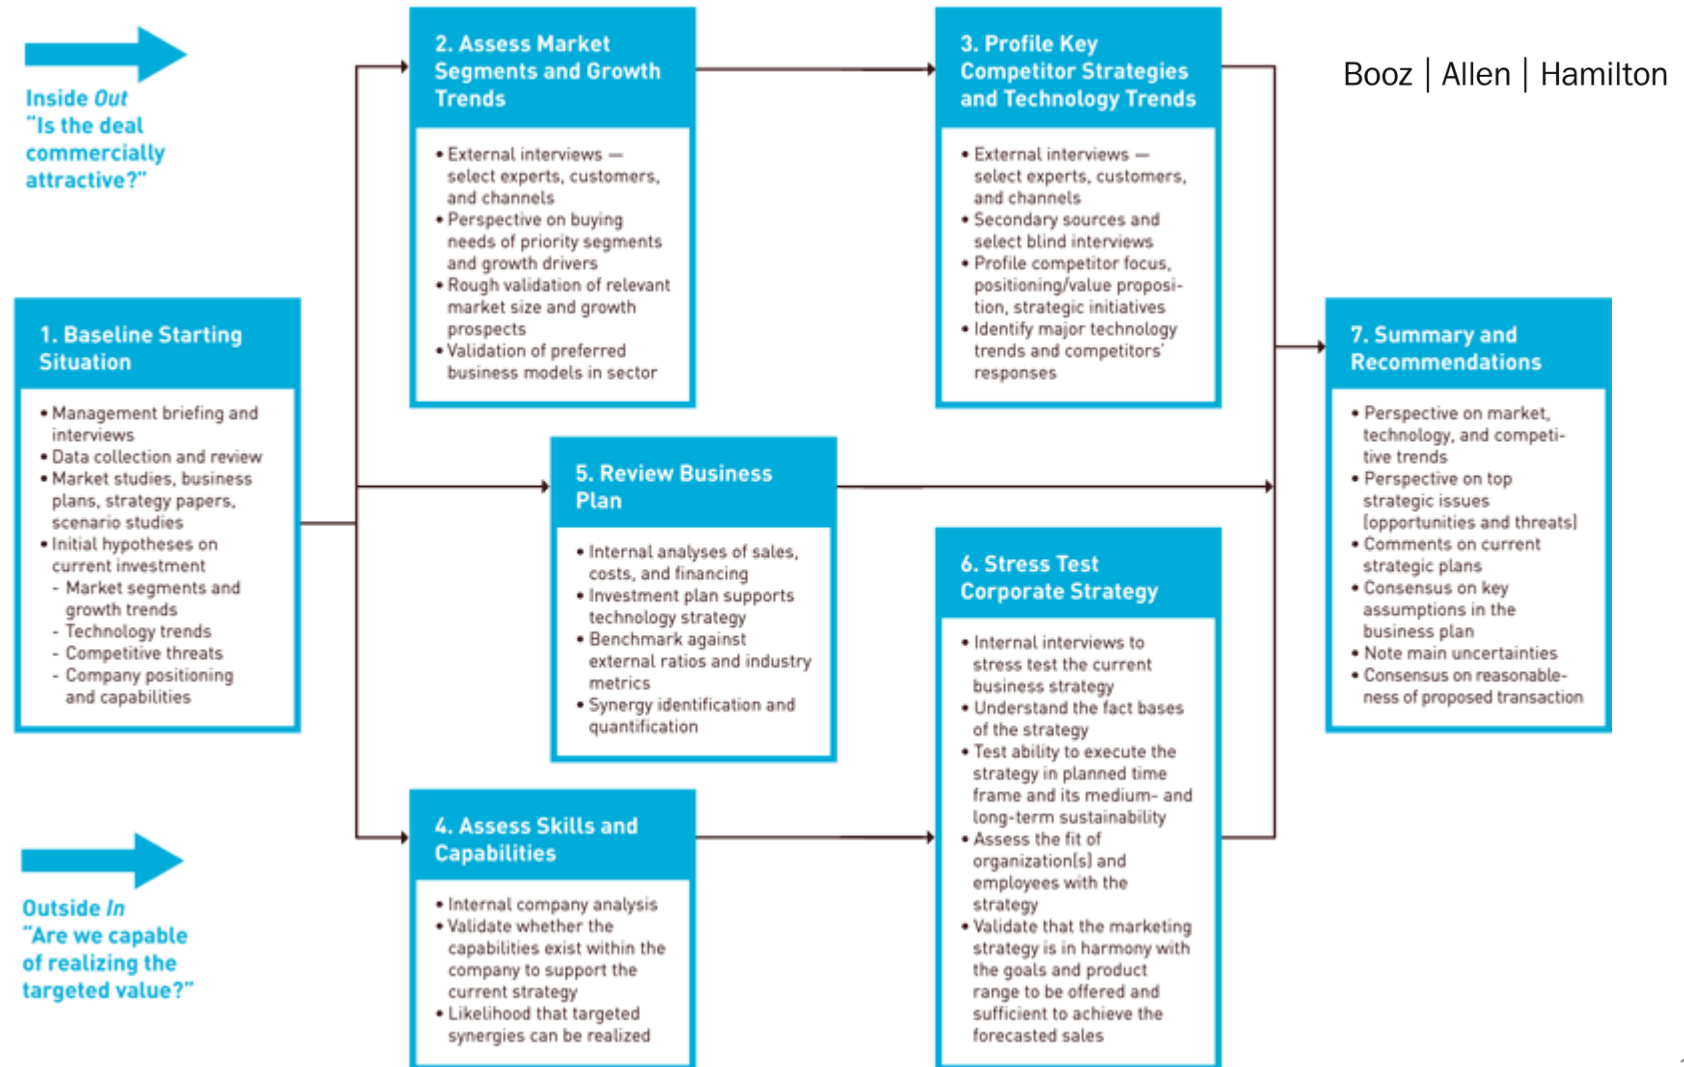 Booz | Allen | Hamilton
Inside Out
“Is the deal
commercially
attractive?”
1. Baseline Starting
Situation
• Management briefing and
interviews
• Data collection and review
• Market studies, business
plans, strategy papers,
scenario studies
• Initial hypotheses on
current investment
- Market segments and
growth trends
- Technology trends
- Competitive threats
- Company positioning
and capabilities
2. Assess Market
Segments and Growth
Trends
• External interviews —
select experts, customers,
and channels
• Perspective on buying
needs of priority segments
and growth drivers
• Rough validation of relevant
market size and growth
prospects
• Validation of preferred
business models in sector
3. Profile Key
Competitor Strategies
and Technology Trends
• External interviews —
select experts, customers,
and channels
• Secondary sources and
select blind interviews
• Profile competitor focus,
positioning/value proposi-
tion, strategic initiatives
• Identify major technology
trends and competitors’
responses
Outside In
“Are we capable
of realizing the
targeted value?”
4. Assess Skills and
Capabilities
• Internal company analysis
• Validate whether the
capabilities exist within the
company to support the
current strategy
• Likelihood that targeted
synergies can be realized
5. Review Business
Plan
• Internal analyses of sales,
costs, and financing
• Investment plan supports
technology strategy
• Benchmark against
external ratios and industry
metrics
• Synergy identification and
quantification
6. Stress Test
Corporate Strategy
• Internal interviews to
stress test the current
business strategy
• Understand the fact bases
of the strategy
• Test ability to execute the
strategy in planned time
frame and its medium- and
long-term sustainability
• Assess the fit of
organization(s) and
employees with the
strategy
• Validate that the marketing
strategy is in harmony with
the goals and product
range to be offered and
sufficient to achieve the
forecasted sales
7. Summary and
Recommendations
• Perspective on market,
technology, and competi-
tive trends
• Perspective on top
strategic issues
(opportunities and threats)
• Comments on current
strategic plans
• Consensus on key
assumptions in the
business plan
• Note main uncertainties
• Consensus on reasonable-
ness of proposed transaction